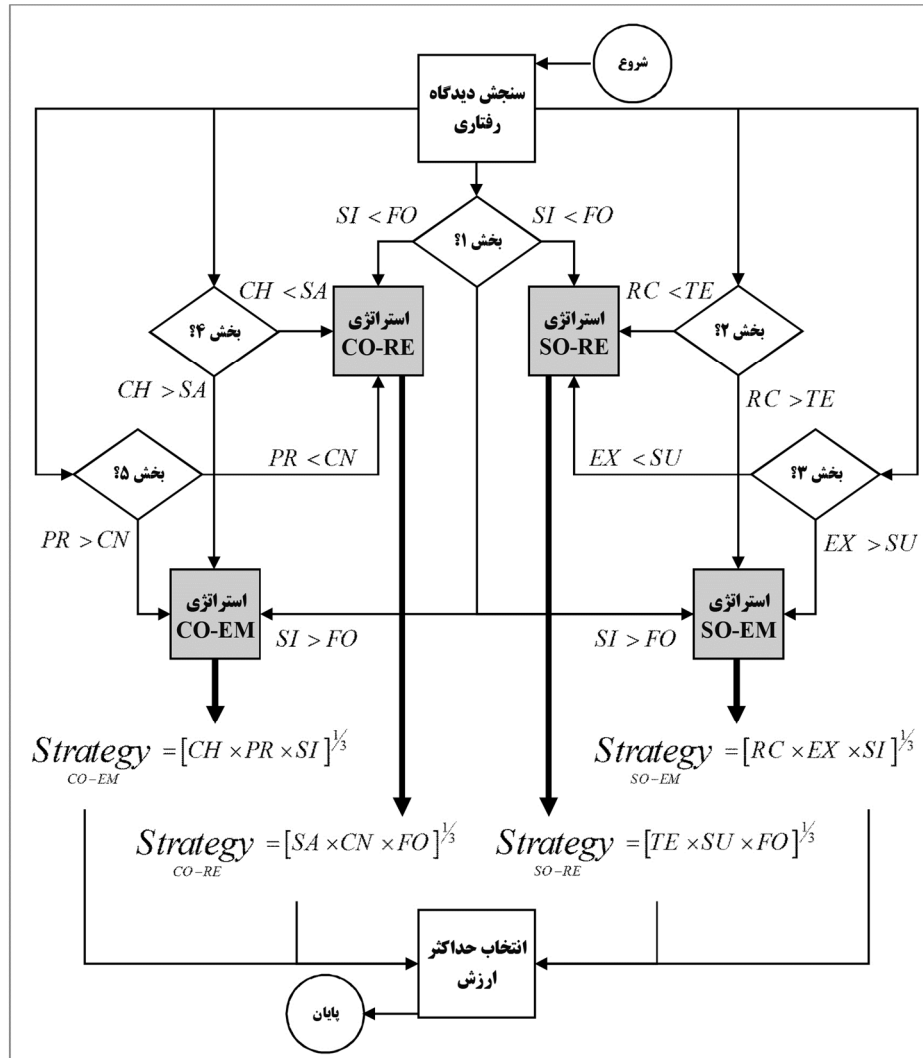 شروع
سنجش دیدگاه
رفتاری
SI < FO
SI < FO
بخش ۱؟
CH < SA
RC < TE
بخش ۴؟
استراتژی
CO-RE
استراتژی
SO-RE
بخش ۲؟
CH > SA
RC > TE
بخش ۵؟
PR < CN
EX < SU
بخش ۳؟
PR > CN
EX > SU
استراتژی
CO-EM
SI > FO
SI > FO
استراتژی
SO-EM
Strategy CO-EM = [CH × PR × SI]^{1/3}
Strategy SO-EM = [RC × EX × SI]^{1/3}
Strategy CO-RE = [SA × CN × FO]^{1/3}
Strategy SO-RE = [TE × SU × FO]^{1/3}
انتخاب حداکثر
ارزش
پایان